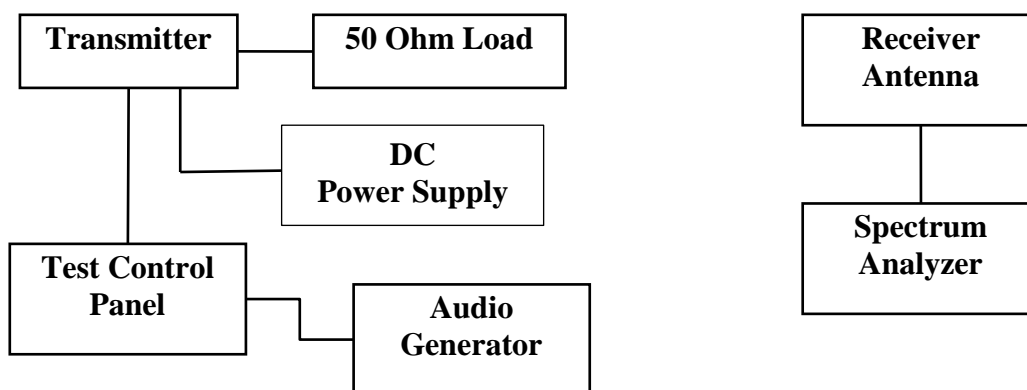 Transmitter
50 Ohm Load
Receiver
Antenna
DC
Power Supply
Spectrum
Analyzer
Test Control
Panel
Audio
Generator